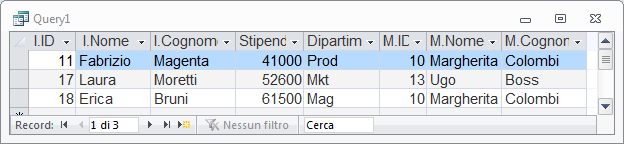 Query1
I.ID I.Nome I.Cognome Stipend Dipartim M.ID M.Nome M.Cognon
11 Fabrizio Magenta 41000 Prod 10 Margherita Colombi
17 Laura Moretti 52600 Mkt 13 Ugo Boss
18 Erica Bruni 61500 Mag 10 Margherita Colombi
Record: 1 di 3 Nessun filtro Cerca